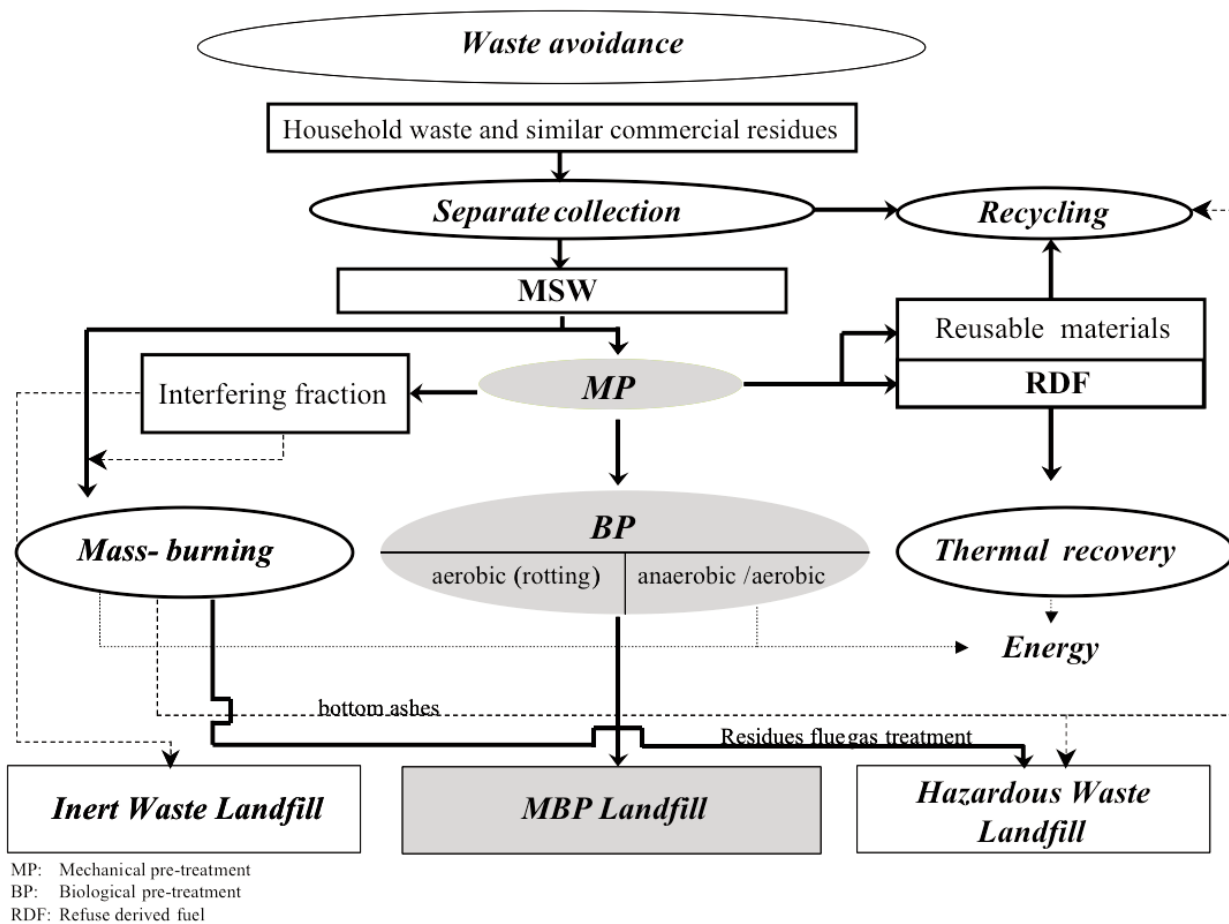 Waste avoidance
Household waste and similar commercial residues
Separate collection
Recycling
MSW
Reusable materials
Interfering fraction
MP
RDF
BP
Mass- burning
Thermal recovery
aerobic (rotting)
anaerobic /aerobic
Energy
bottom ashes
Residues flue gas treatment
Inert Waste Landfill
MBP Landfill
Hazardous Waste
Landfill
MP: Mechanical pre-treatment
BP: Biological pre-treatment
RDF: Refuse derived fuel